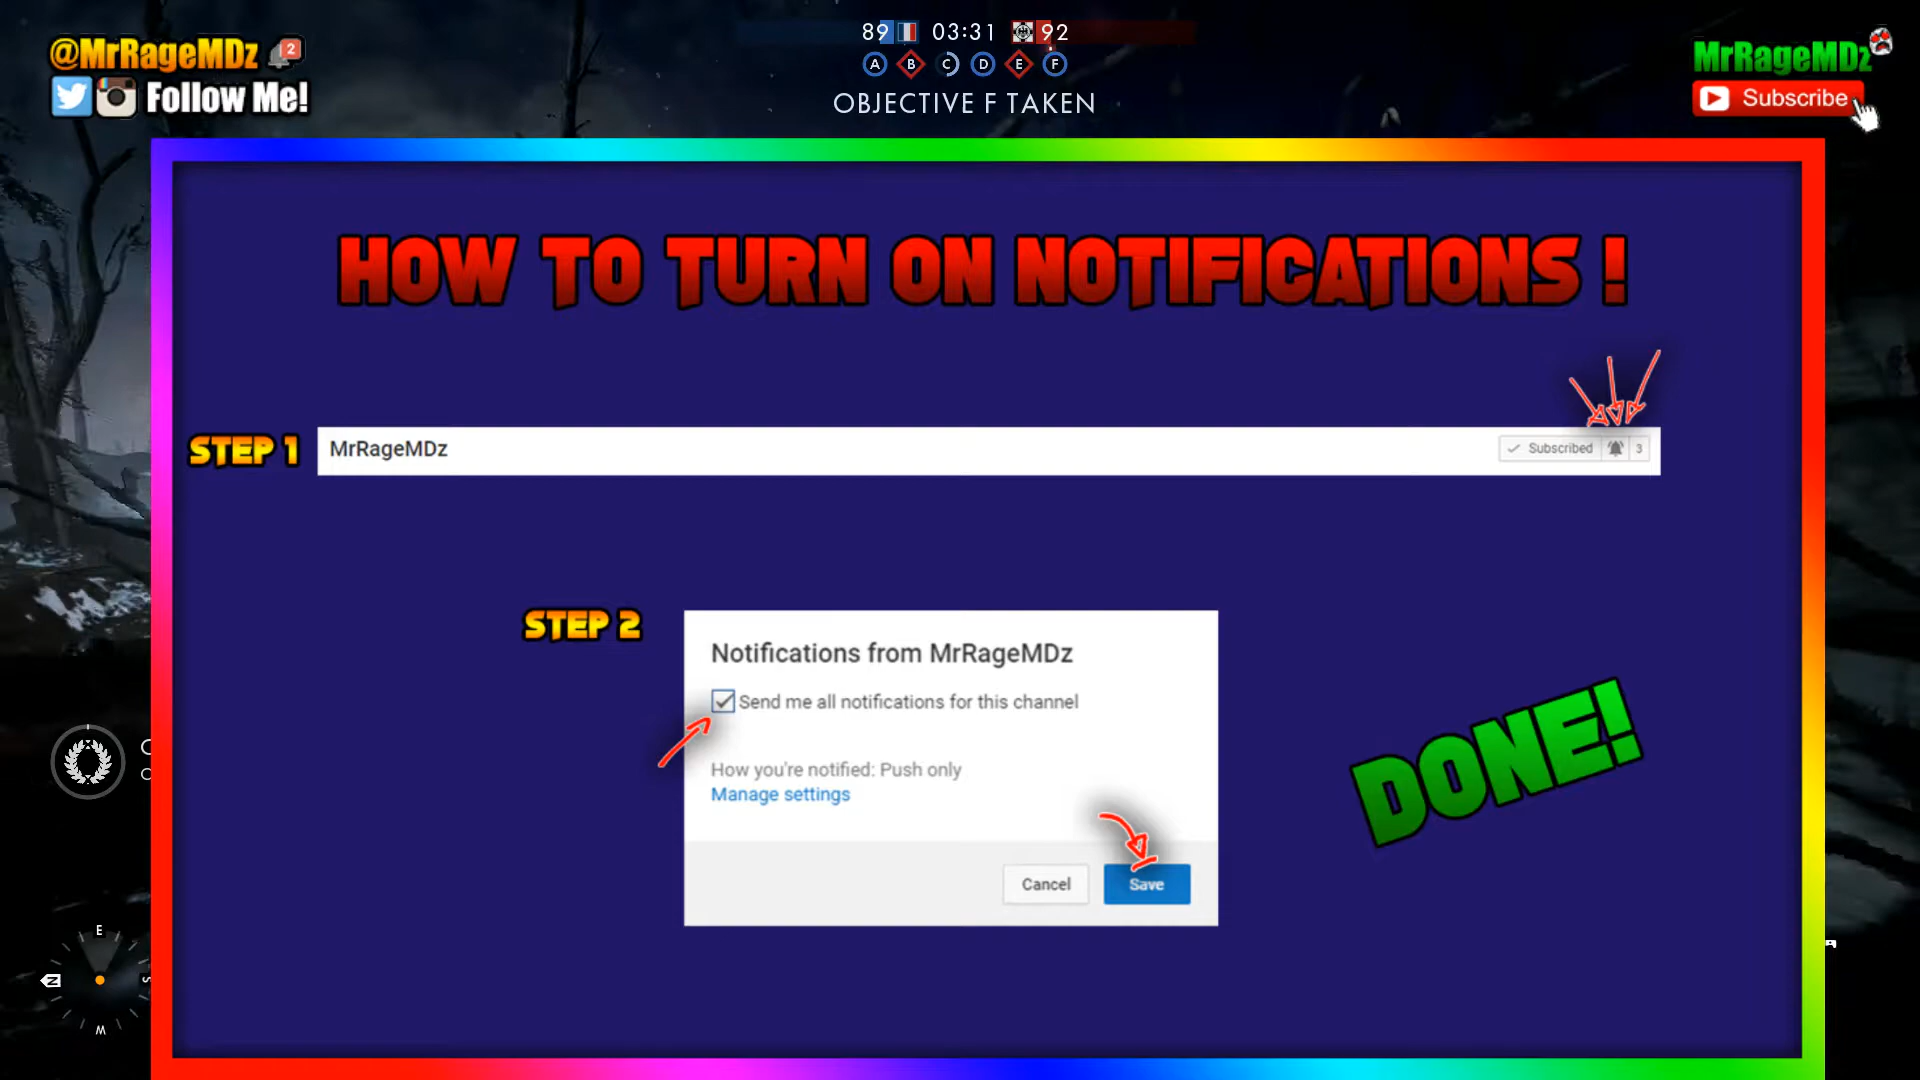 @MrRageMDz 2
Follow Me!
89 03:31 92
A B C D E F
OBJECTIVE F TAKEN
MrRageMDz
Subscribe
HOW TO TURN ON NOTIFICATIONS !
STEP 1
MrRageMDz
Subscribed 3
STEP 2
Notifications from MrRageMDz
Send me all notifications for this channel
How you're notified: Push only
Manage settings
Cancel Save
DONE!
E
N
S
W